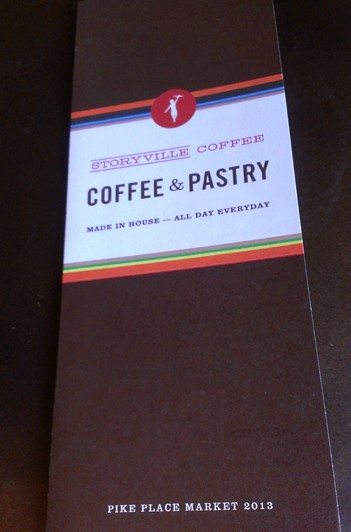 STORYVILLE COFFEE
COFFEE & PASTRY
MADE IN HOUSE — ALL DAY EVERYDAY
PIKE PLACE MARKET 2013